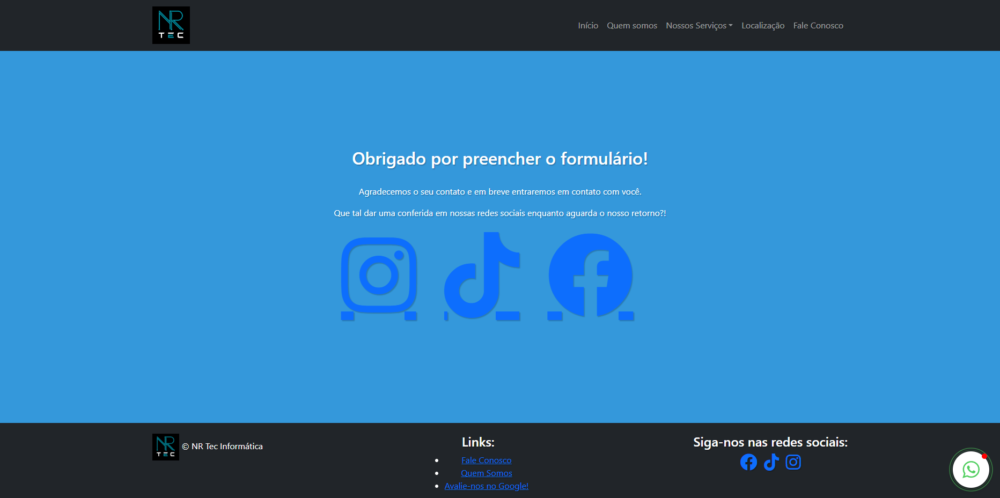 NR
TEC
Início Quem somos Nossos Serviços Localização Fale Conosco
Obrigado por preencher o formulário!
Agradecemos o seu contato e em breve entraremos em contato com você.
Que tal dar uma conferida em nossas redes sociais enquanto aguarda o nosso retorno?!
NR
TEC
© NR Tec Informática
Links:
Fale Conosco
Quem Somos
Avalie-nos no Google!
Siga-nos nas redes sociais: